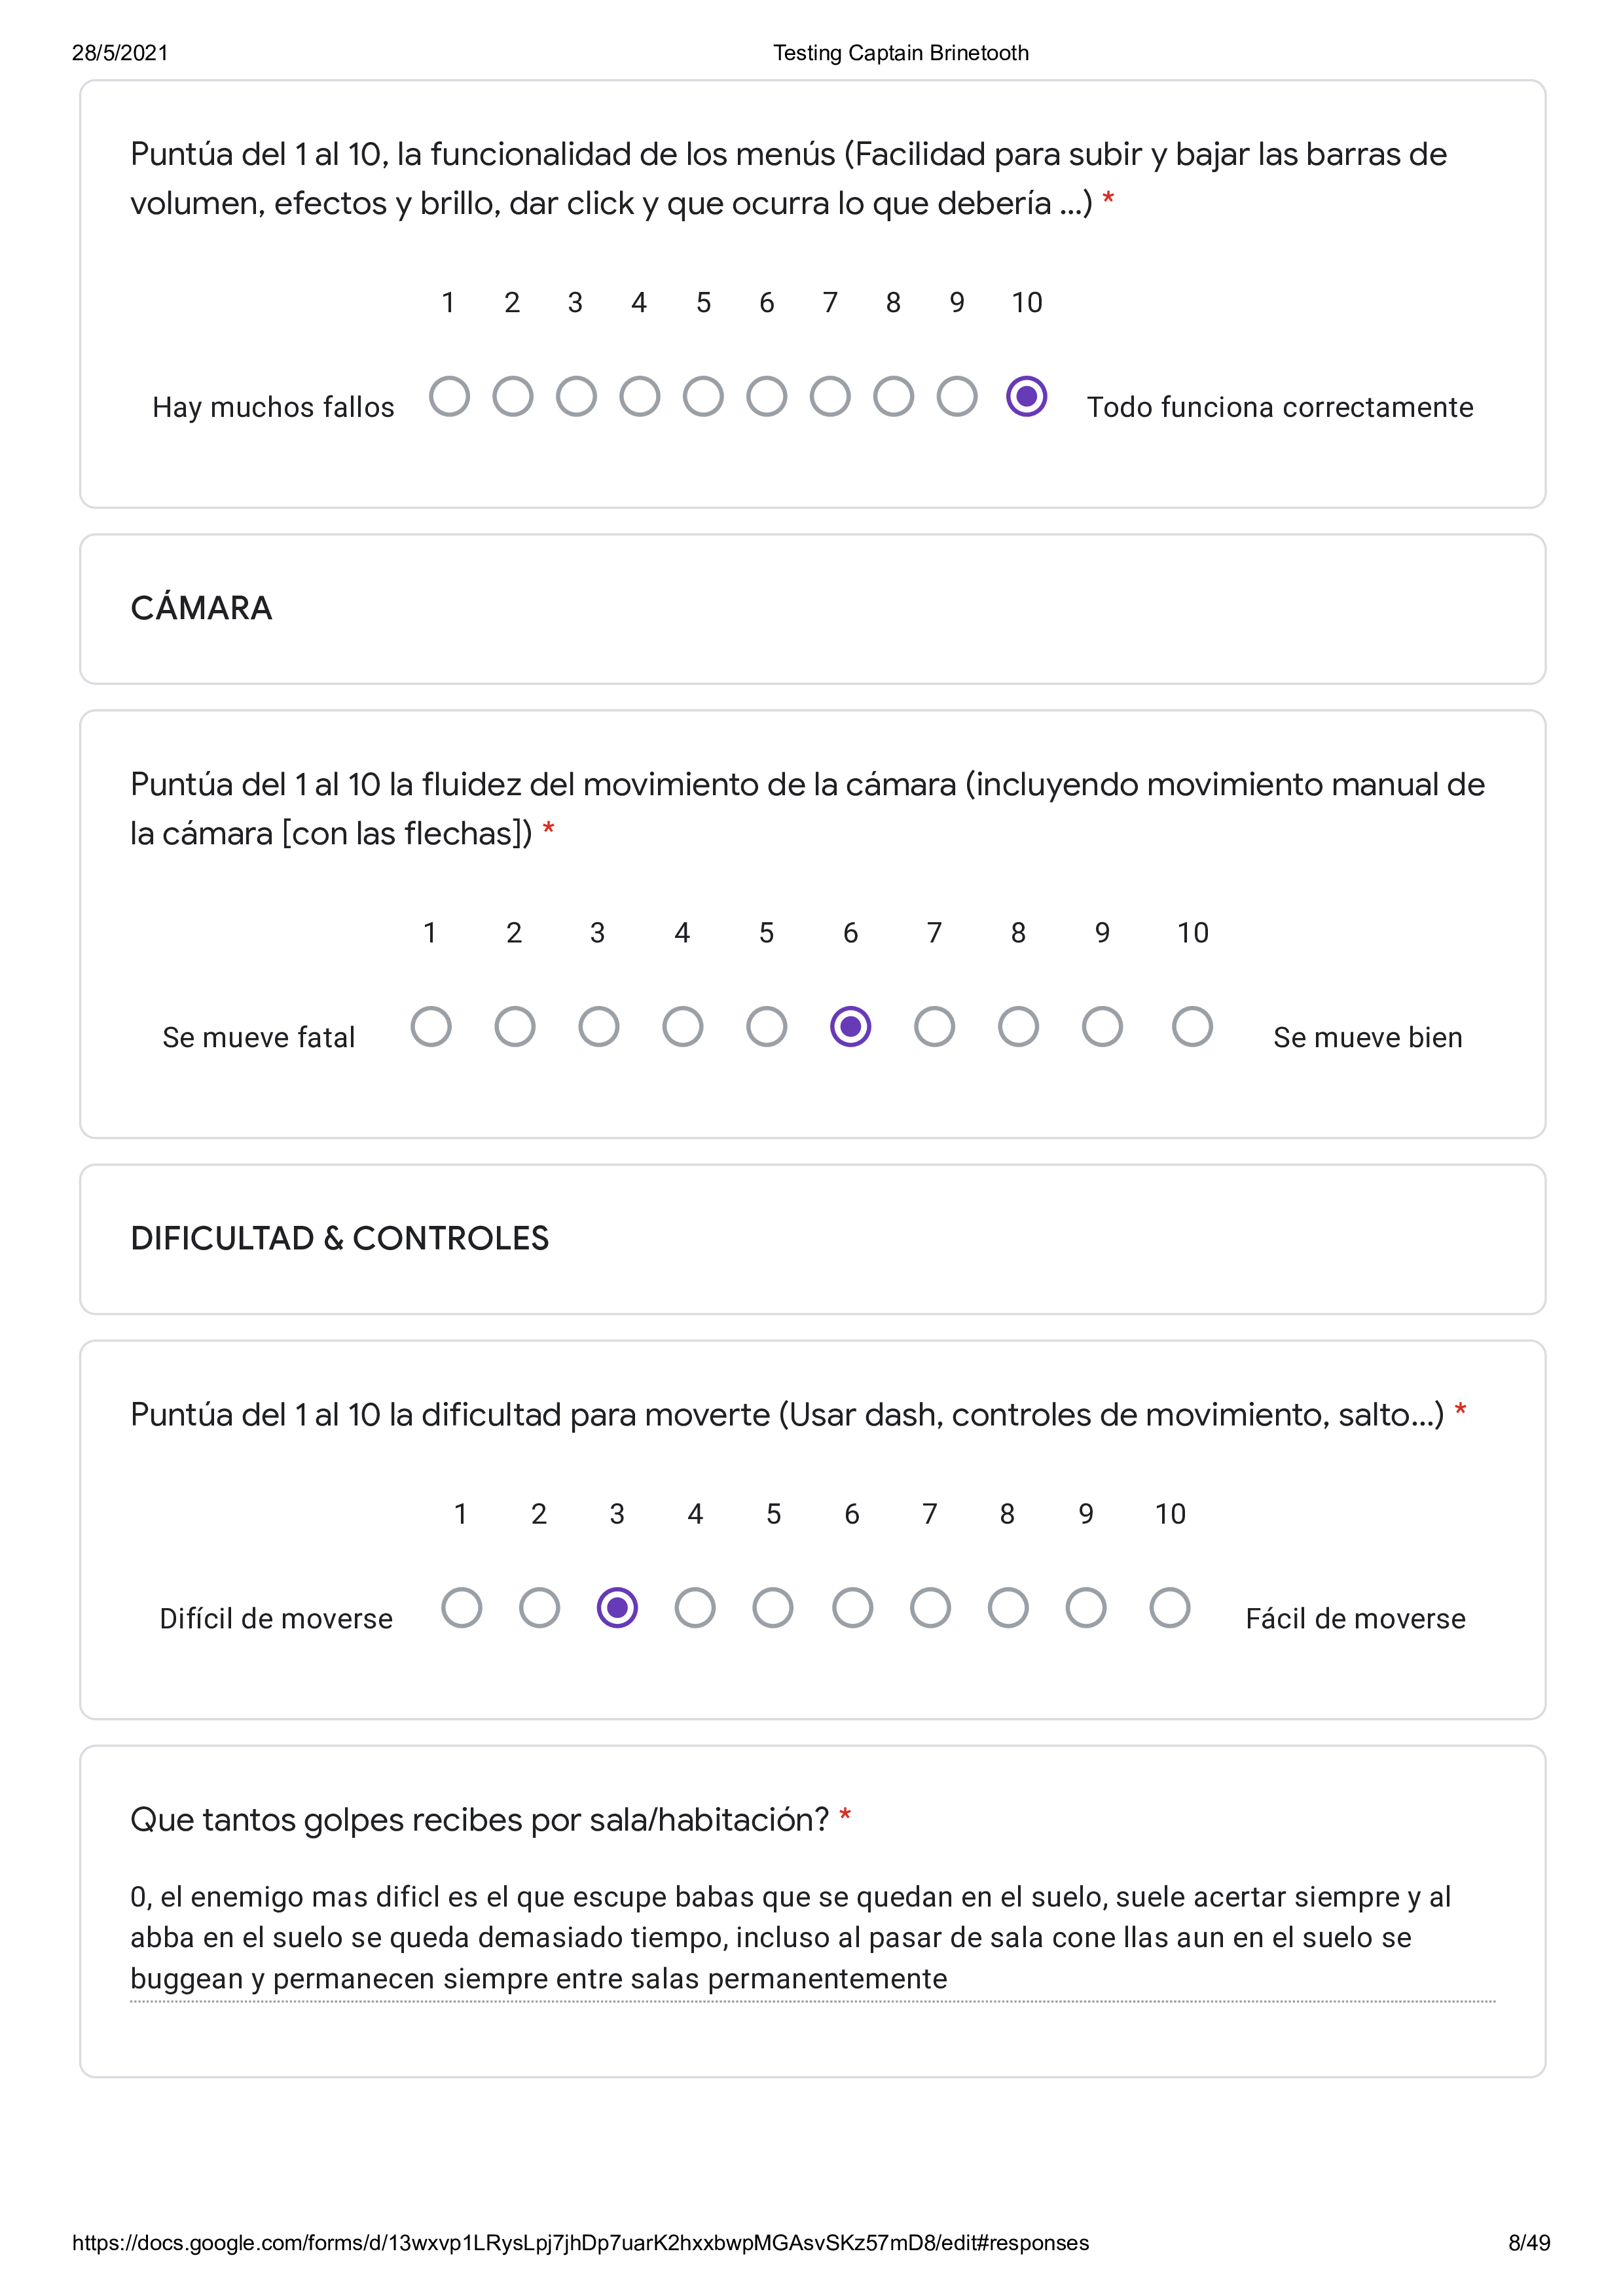 28/5/2021 Testing Captain Brinetooth
Puntúa del 1 al 10, la funcionalidad de los menús (Facilidad para subir y bajar las barras de
volumen, efectos y brillo, dar click y que ocurra lo que debería ...) *
1 2 3 4 5 6 7 8 9 10
Hay muchos fallos Todo funciona correctamente
CÁMARA
Puntúa del 1 al 10 la fluidez del movimiento de la cámara (incluyendo movimiento manual de
la cámara [con las flechas]) *
1 2 3 4 5 6 7 8 9 10
Se mueve fatal Se mueve bien
DIFICULTAD & CONTROLES
Puntúa del 1 al 10 la dificultad para moverte (Usar dash, controles de movimiento, salto...) *
1 2 3 4 5 6 7 8 9 10
Difícil de moverse Fácil de moverse
Que tantos golpes recibes por sala/habitación? *
0, el enemigo mas dificl es el que escupe babas que se quedan en el suelo, suele acertar siempre y al
abba en el suelo se queda demasiado tiempo, incluso al pasar de sala cone llas aun en el suelo se
buggean y permanecen siempre entre salas permanentemente
https://docs.google.com/forms/d/13wxvp1LRysLpj7jhDp7uarK2hxxbwpMGAsvSKz57mD8/edit#responses 8/49